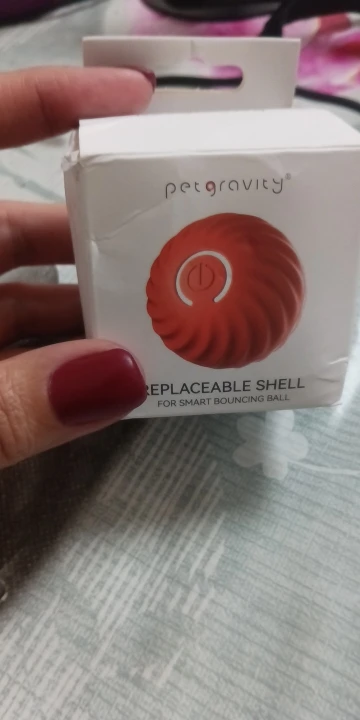 petgravity®
REPLACEABLE SHELL
FOR SMART BOUNCING BALL